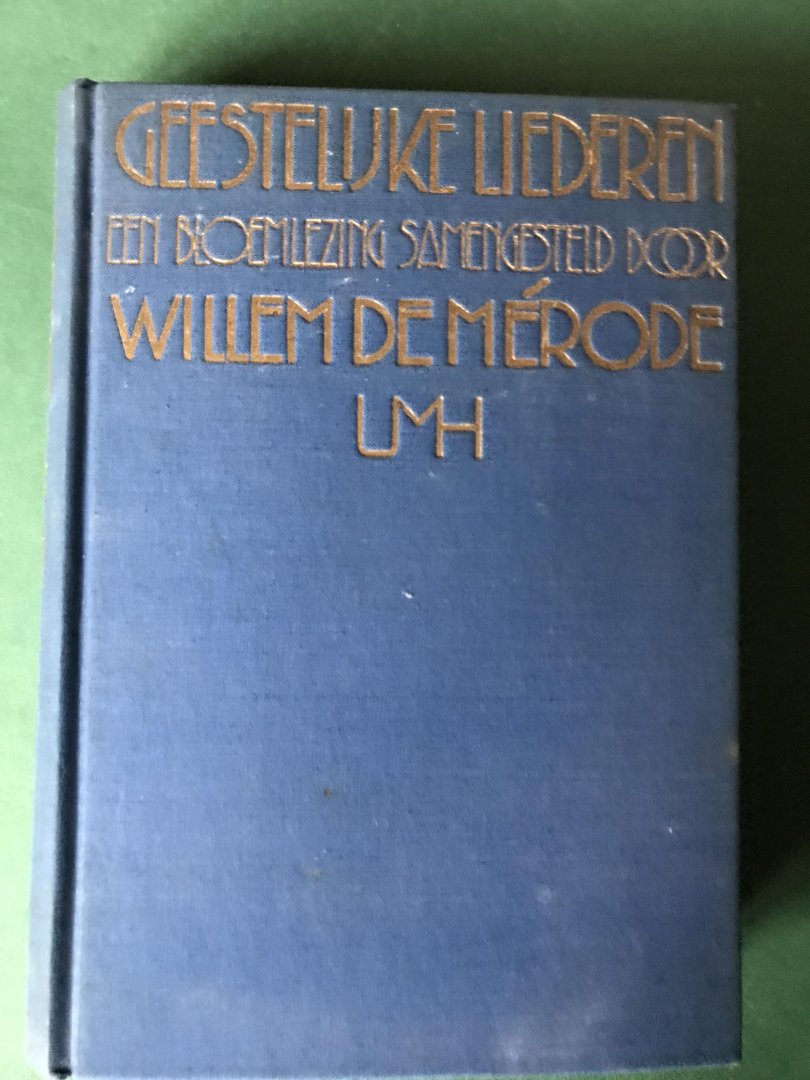 GEESTELIJKE LIEDEREN
EEN BLOEMLEZING SAMENGESTELD DOOR
WILLEM DE MÉRODE
UMH